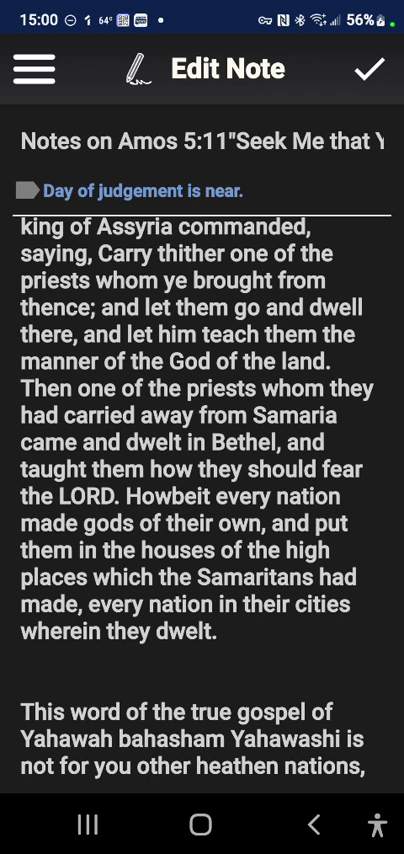 15:00 64° 56%
Edit Note
Notes on Amos 5:11"Seek Me that Y
Day of judgement is near.
king of Assyria commanded,
saying, Carry thither one of the
priests whom ye brought from
thence; and let them go and dwell
there, and let him teach them the
manner of the God of the land.
Then one of the priests whom they
had carried away from Samaria
came and dwelt in Bethel, and
taught them how they should fear
the LORD. Howbeit every nation
made gods of their own, and put
them in the houses of the high
places which the Samaritans had
made, every nation in their cities
wherein they dwelt.
This word of the true gospel of
Yahawah bahasham Yahawashi is
not for you other heathen nations,